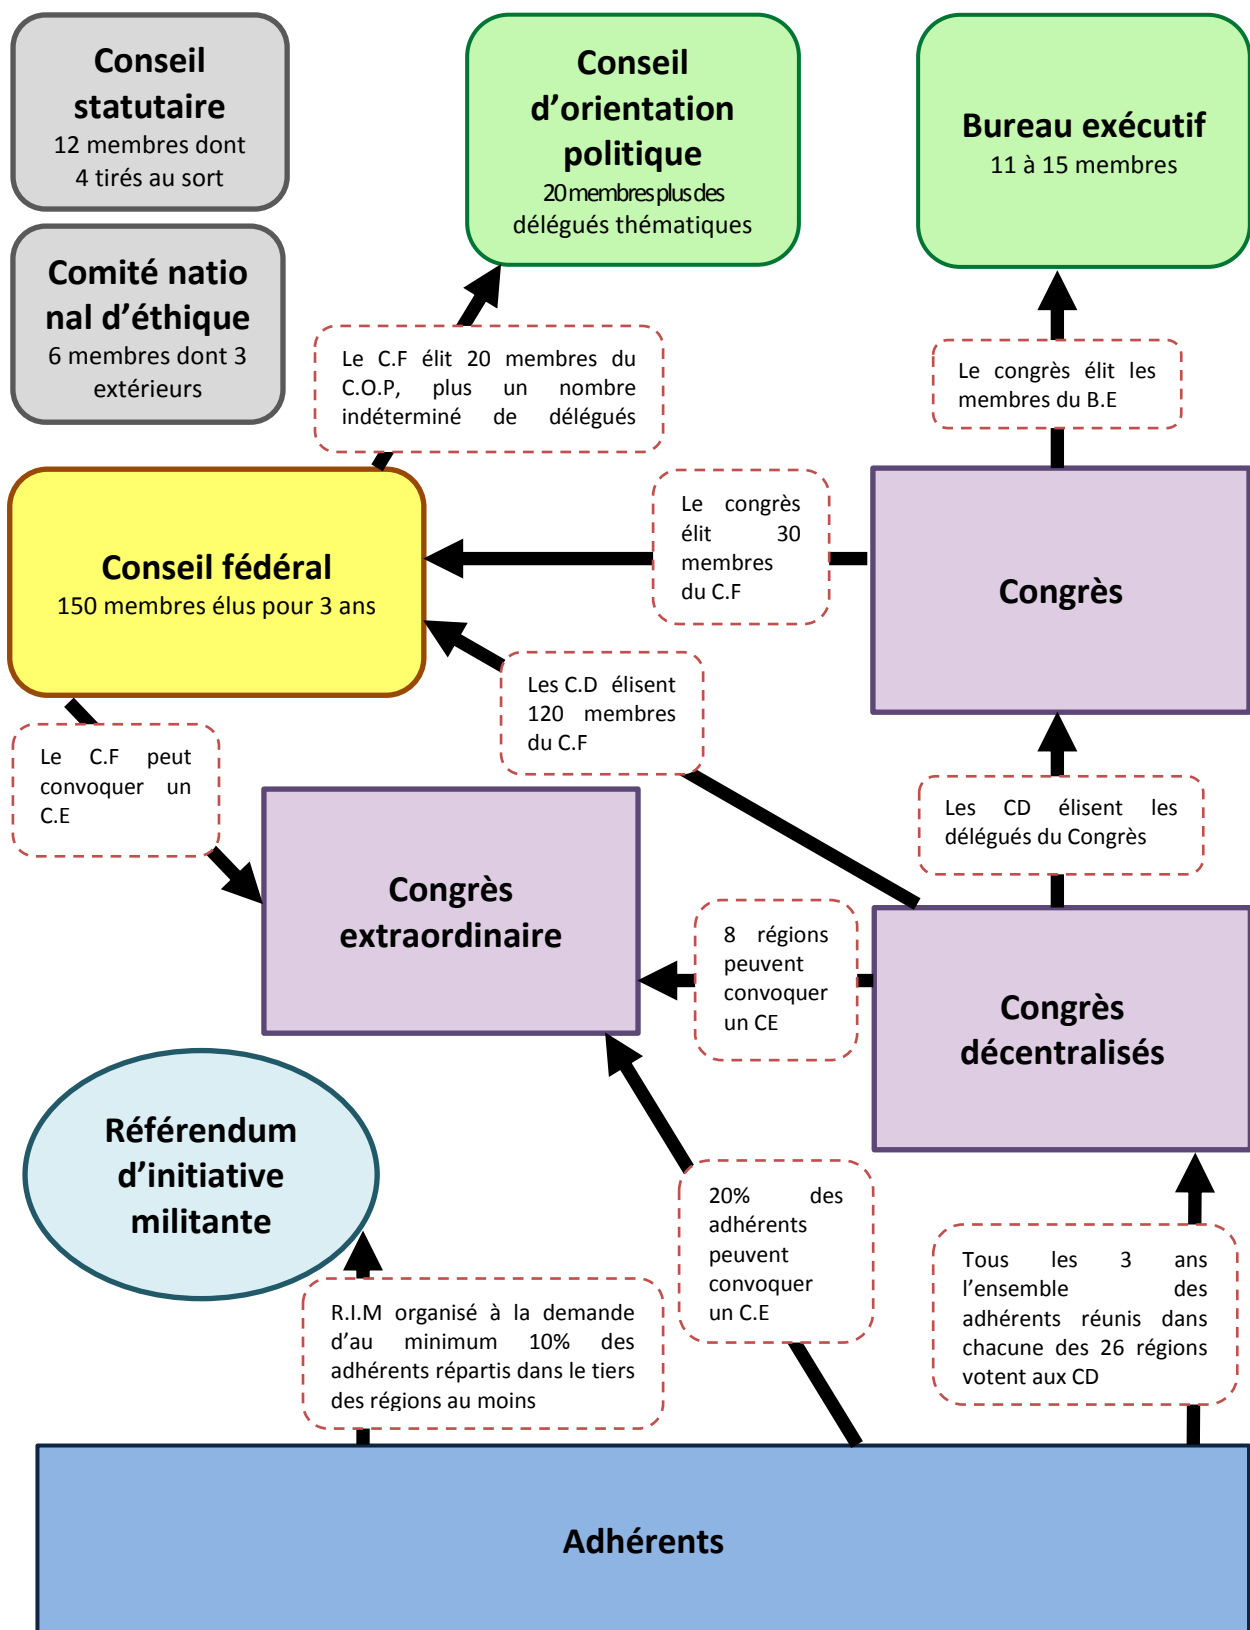 Conseil
statutaire
12 membres dont
4 tirés au sort
Conseil
d’orientation
politique
20 membres plus des
délégués thématiques
Bureau exécutif
11 à 15 membres
Comité natio
nal d’éthique
6 membres dont 3
extérieurs
Le C.F élit 20 membres du
C.O.P, plus un nombre
indéterminé de délégués
Le congrès élit les
membres du B.E
Conseil fédéral
150 membres élus pour 3 ans
Le congrès
élit 30
membres
du C.F
Congrès
Les C.D élisent
120 membres
du C.F
Le C.F peut
convoquer un
C.E
Les CD élisent les
délégués du Congrès
Congrès
extraordinaire
8 régions
peuvent
convoquer
un CE
Congrès
décentralisés
Référendum
d’initiative
militante
20% des
adhérents
peuvent
convoquer
un C.E
Tous les 3 ans
l’ensemble des
adhérents réunis dans
chacune des 26 régions
votent aux CD
R.I.M organisé à la demande
d’au minimum 10% des
adhérents répartis dans le tiers
des régions au moins
Adhérents